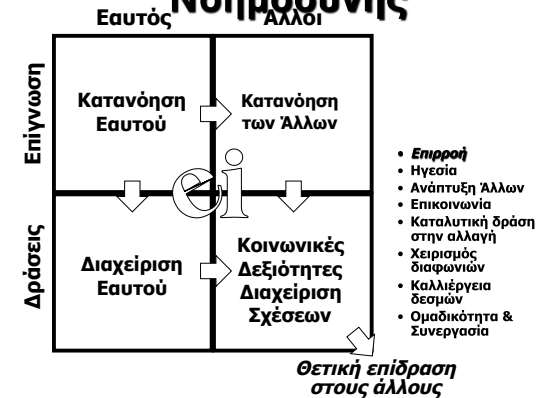 Νοημοσύνης
Εαυτός Άλλοι
Επίγνωση
Κατανόηση
Εαυτού
Κατανόηση
των Άλλων
ei
Δράσεις
Διαχείριση
Εαυτού
Κοινωνικές
Δεξιότητες
Διαχείριση
Σχέσεων
• Επιρροή
• Ηγεσία
• Ανάπτυξη Άλλων
• Επικοινωνία
• Καταλυτική δράση
στην αλλαγή
• Χειρισμός
διαφωνιών
• Καλλιέργεια
δεσμών
• Ομαδικότητα &
Συνεργασία
Θετική επίδραση
στους άλλους